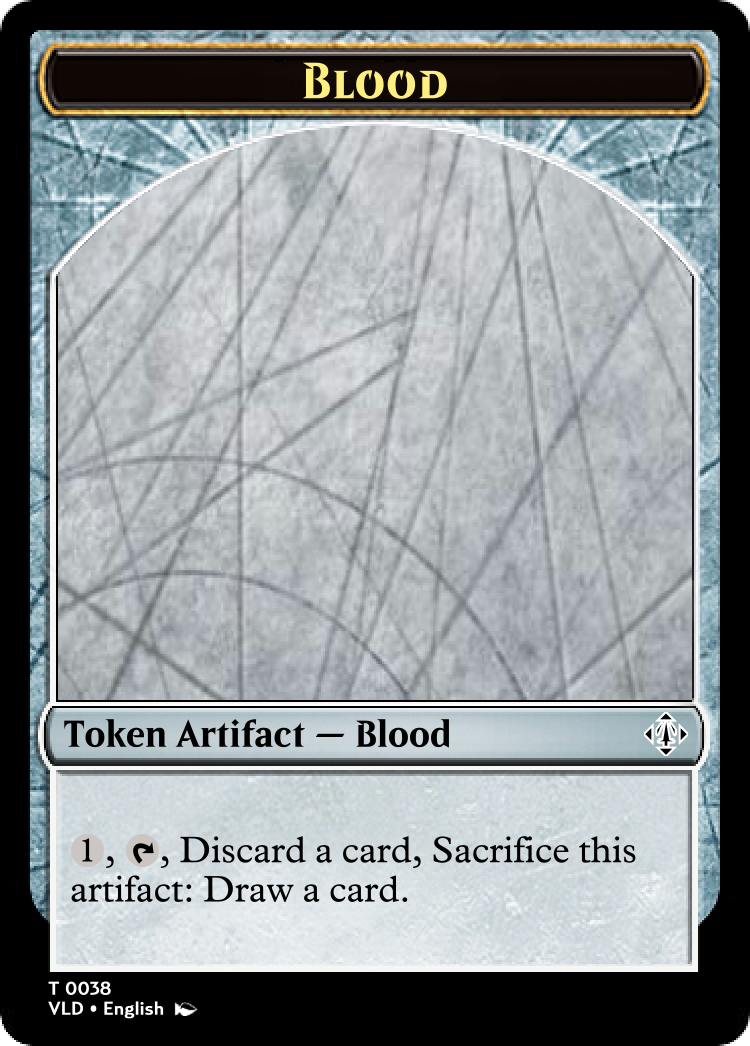 Blood
Token Artifact — Blood
1, , Discard a card, Sacrifice this
artifact: Draw a card.
T 0038
VLD • English